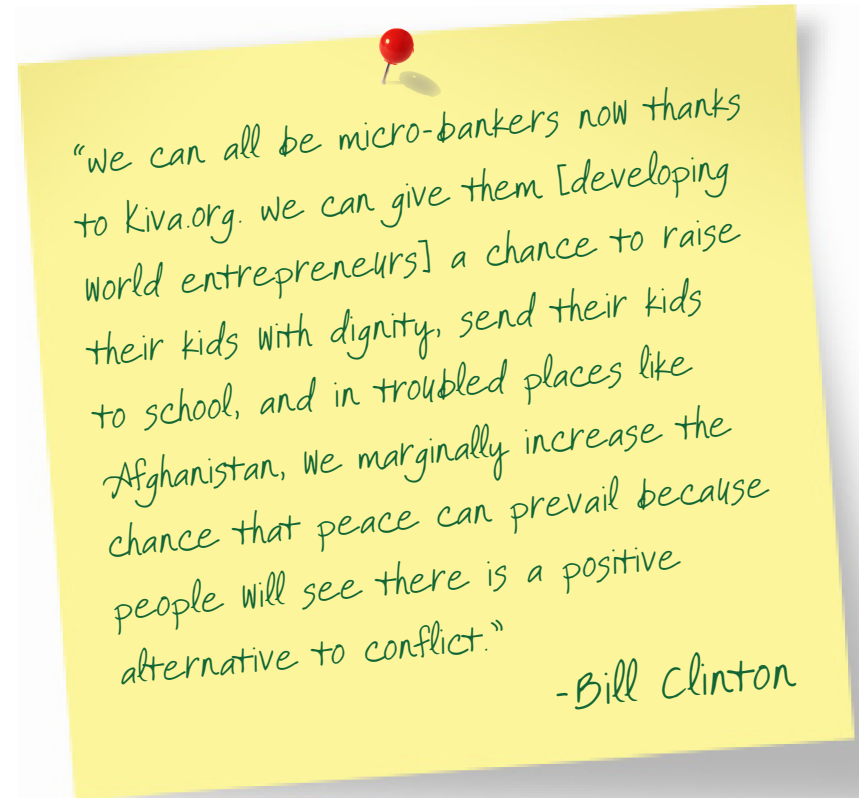 "We can all be micro-bankers now thanks
to Kiva.org. We can give them [developing
world entrepreneurs] a chance to raise
their kids with dignity, send their kids
to school, and in troubled places like
Afghanistan, we marginally increase the
chance that peace can prevail because
people will see there is a positive
alternative to conflict."
-Bill Clinton